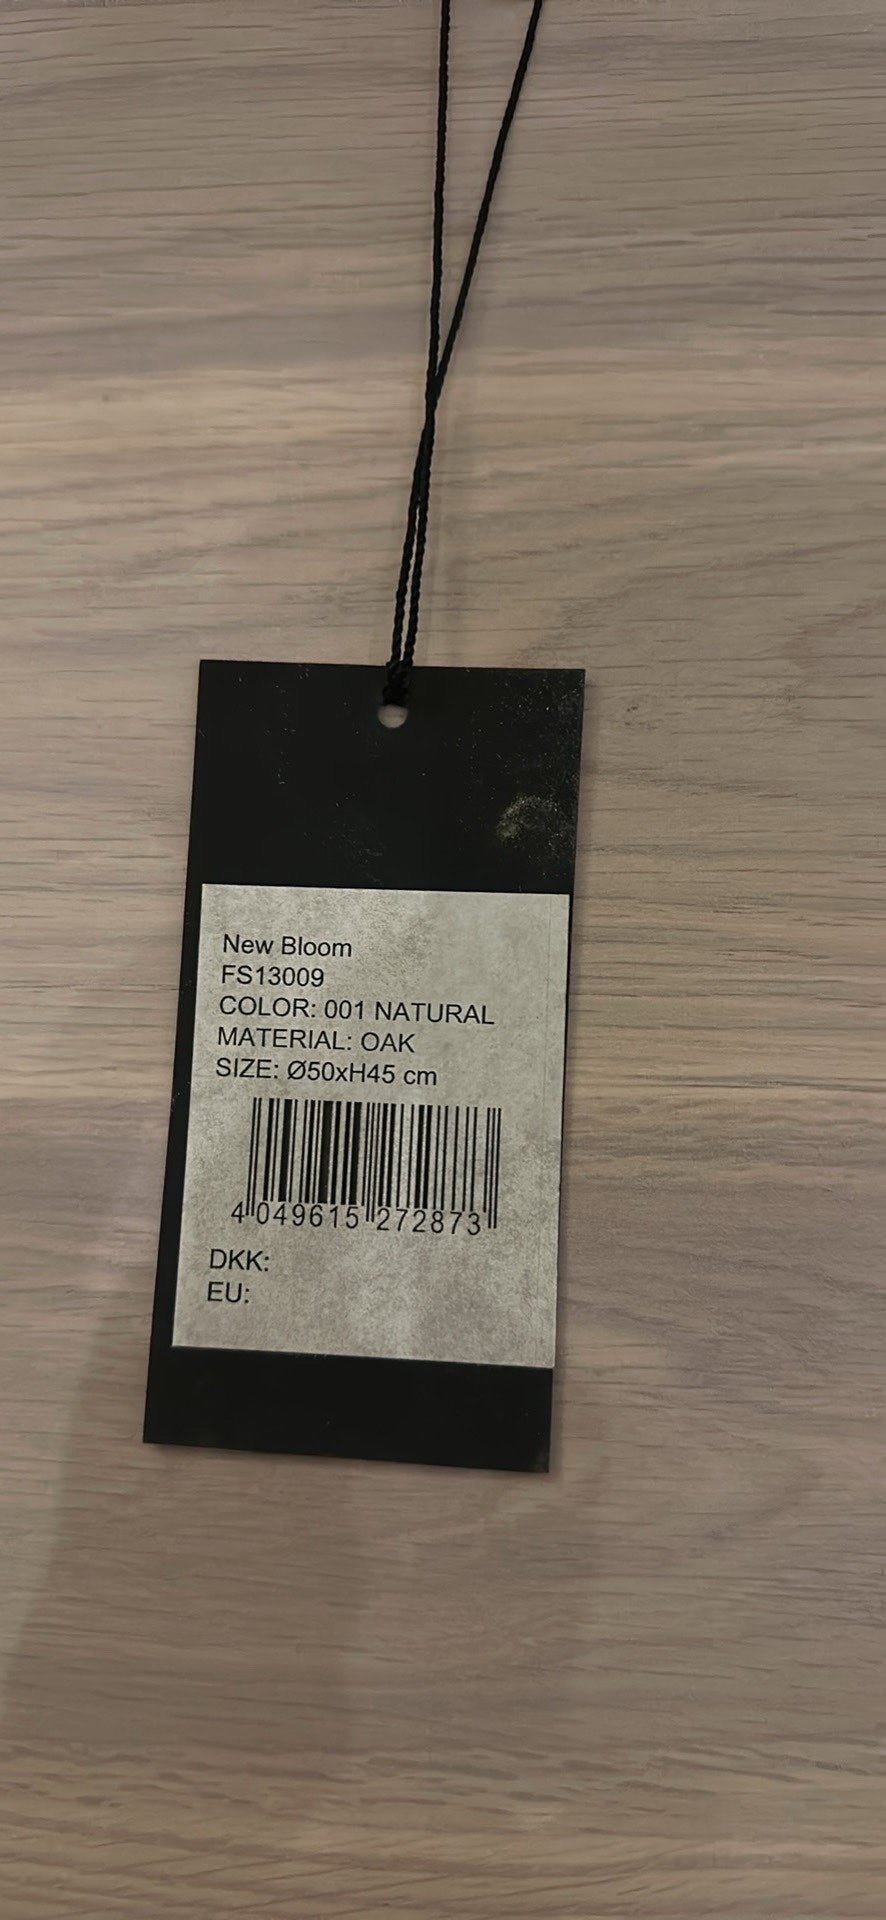 New Bloom
FS13009
COLOR: 001 NATURAL
MATERIAL: OAK
SIZE: Ø50xH45 cm
4 049615 272873
DKK:
EU: